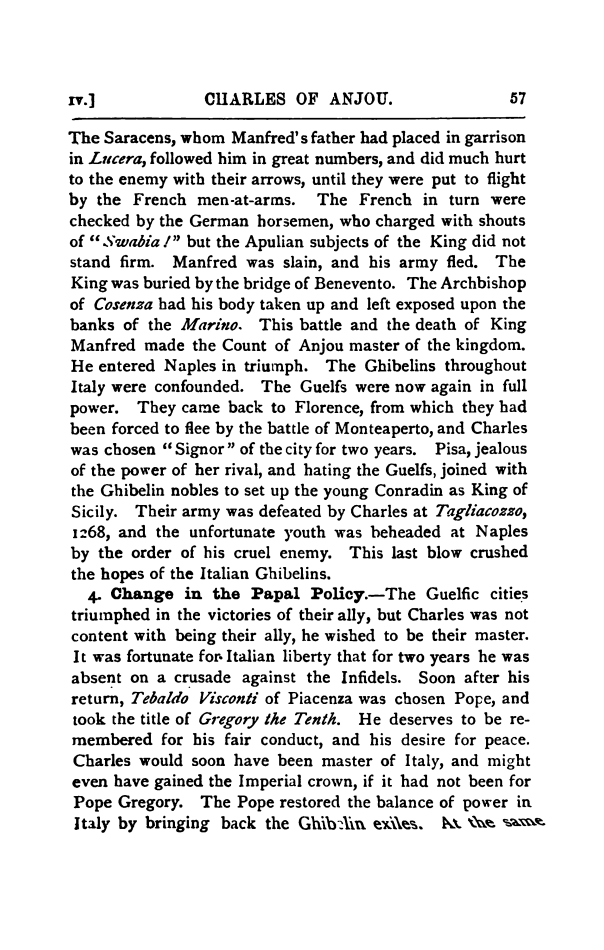 IV.] CHARLES OF ANJOU. 57
The Saracens, whom Manfred's father had placed in garrison
in Lucera, followed him in great numbers, and did much hurt
to the enemy with their arrows, until they were put to flight
by the French men-at-arms. The French in turn were
checked by the German horsemen, who charged with shouts
of "Swabia!" but the Apulian subjects of the King did not
stand firm. Manfred was slain, and his army fled. The
King was buried by the bridge of Benevento. The Archbishop
of Cosenza had his body taken up and left exposed upon the
banks of the Marino. This battle and the death of King
Manfred made the Count of Anjou master of the kingdom.
He entered Naples in triumph. The Ghibelins throughout
Italy were confounded. The Guelfs were now again in full
power. They came back to Florence, from which they had
been forced to flee by the battle of Monteaperto, and Charles
was chosen "Signor" of the city for two years. Pisa, jealous
of the power of her rival, and hating the Guelfs, joined with
the Ghibelin nobles to set up the young Conradin as King of
Sicily. Their army was defeated by Charles at Tagliacozzo,
1268, and the unfortunate youth was beheaded at Naples
by the order of his cruel enemy. This last blow crushed
the hopes of the Italian Ghibelins.
4. Change in the Papal Policy.—The Guelfic cities
triumphed in the victories of their ally, but Charles was not
content with being their ally, he wished to be their master.
It was fortunate for Italian liberty that for two years he was
absent on a crusade against the Infidels. Soon after his
return, Tebaldo Visconti of Piacenza was chosen Pope, and
took the title of Gregory the Tenth. He deserves to be re-
membered for his fair conduct, and his desire for peace.
Charles would soon have been master of Italy, and might
even have gained the Imperial crown, if it had not been for
Pope Gregory. The Pope restored the balance of power in
Italy by bringing back the Ghibelin exiles. At the same